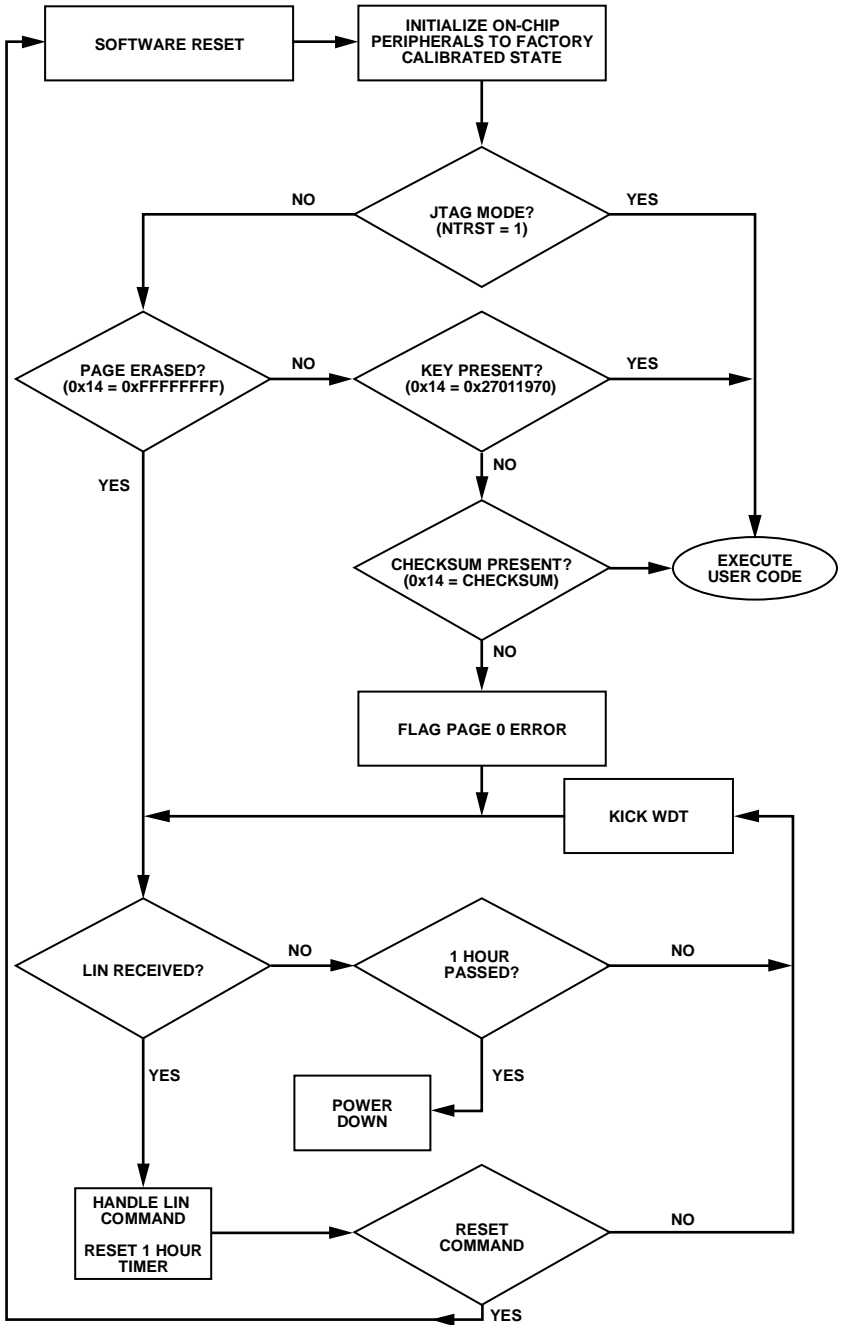 SOFTWARE RESET
INITIALIZE ON-CHIP
PERIPHERALS TO FACTORY
CALIBRATED STATE
NO
JTAG MODE?
(NTRST = 1)
YES
PAGE ERASED?
(0x14 = 0xFFFFFFFF)
NO
KEY PRESENT?
(0x14 = 0x27011970)
YES
YES
NO
CHECKSUM PRESENT?
(0x14 = CHECKSUM)
EXECUTE
USER CODE
NO
FLAG PAGE 0 ERROR
KICK WDT
LIN RECEIVED?
NO
1 HOUR
PASSED?
NO
YES
YES
POWER
DOWN
HANDLE LIN
COMMAND
RESET 1 HOUR
TIMER
RESET
COMMAND
NO
YES